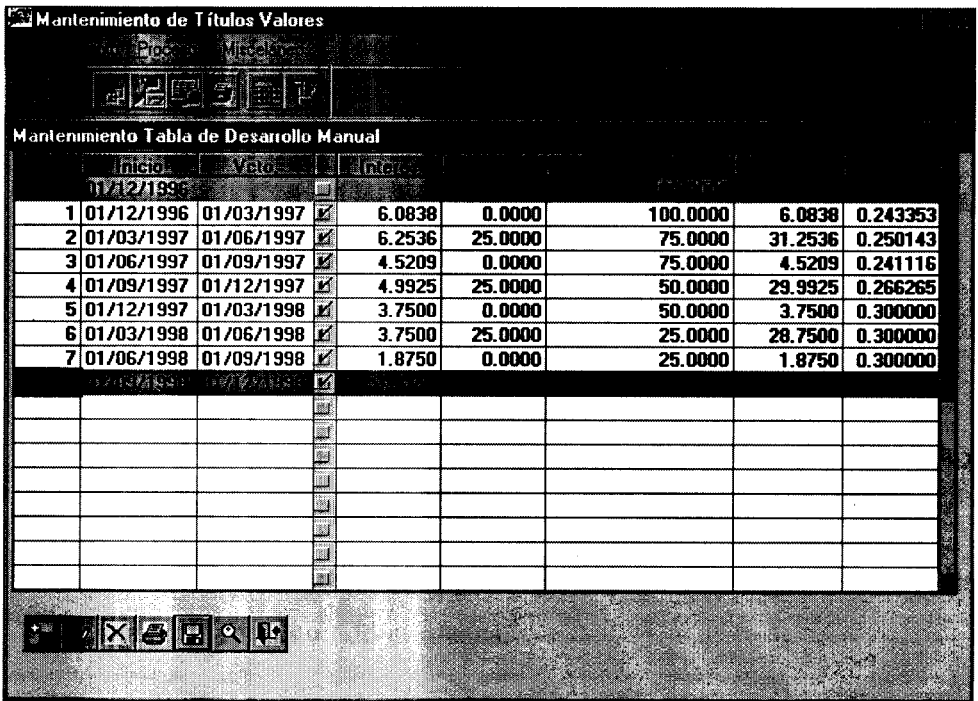 Mantenimiento de Títulos Valores
Mantenimiento Tabla de Desarrollo Manual
Inicio Vcto
01/12/1996
1 01/12/1996 01/03/1997 6.0838 0.0000 100.0000 6.0838 0.243353
2 01/03/1997 01/06/1997 6.2536 25.0000 75.0000 31.2536 0.250143
3 01/06/1997 01/09/1997 4.5209 0.0000 75.0000 4.5209 0.241116
4 01/09/1997 01/12/1997 4.9925 25.0000 50.0000 29.9925 0.266265
5 01/12/1997 01/03/1998 3.7500 0.0000 50.0000 3.7500 0.300000
6 01/03/1998 01/06/1998 3.7500 25.0000 25.0000 28.7500 0.300000
7 01/06/1998 01/09/1998 1.8750 0.0000 25.0000 1.8750 0.300000